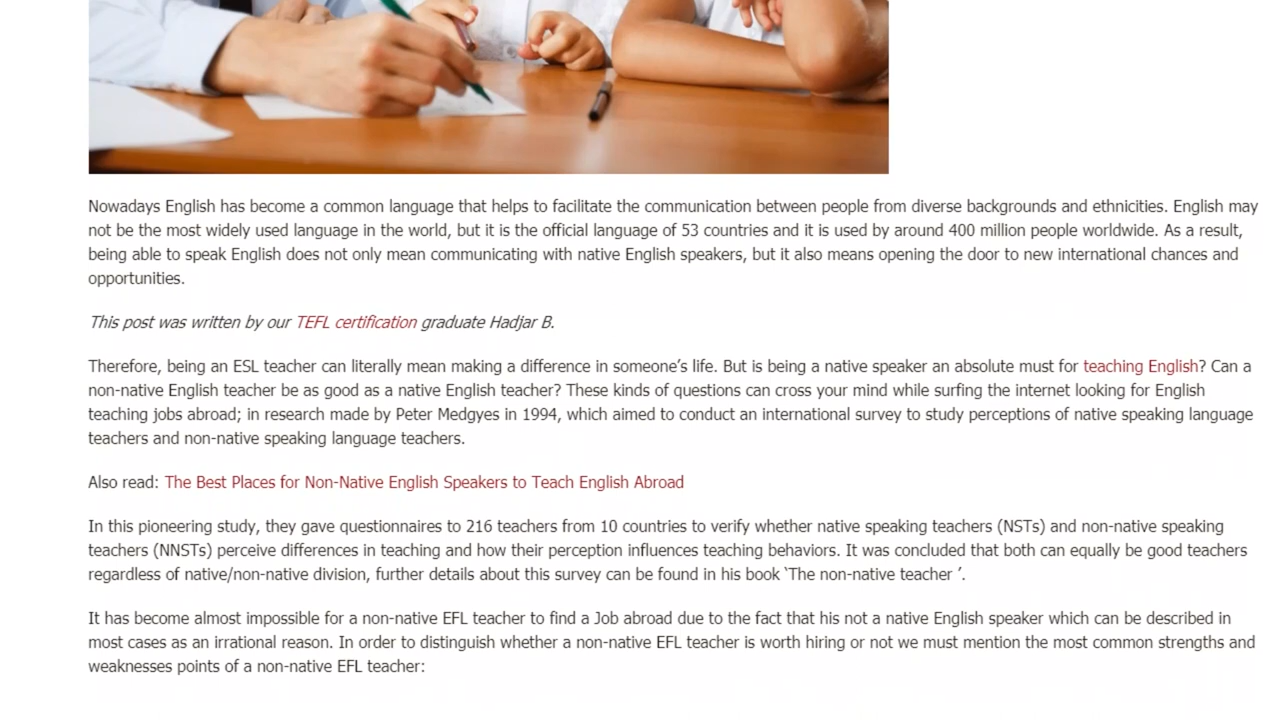 Nowadays English has become a common language that helps to facilitate the communication between people from diverse backgrounds and ethnicities. English may
not be the most widely used language in the world, but it is the official language of 53 countries and it is used by around 400 million people worldwide. As a result,
being able to speak English does not only mean communicating with native English speakers, but it also means opening the door to new international chances and
opportunities.
This post was written by our TEFL certification graduate Hadjar B.
Therefore, being an ESL teacher can literally mean making a difference in someone’s life. But is being a native speaker an absolute must for teaching English? Can a
non-native English teacher be as good as a native English teacher? These kinds of questions can cross your mind while surfing the internet looking for English
teaching jobs abroad; in research made by Peter Medgyes in 1994, which aimed to conduct an international survey to study perceptions of native speaking language
teachers and non-native speaking language teachers.
Also read: The Best Places for Non-Native English Speakers to Teach English Abroad
In this pioneering study, they gave questionnaires to 216 teachers from 10 countries to verify whether native speaking teachers (NSTs) and non-native speaking
teachers (NNSTs) perceive differences in teaching and how their perception influences teaching behaviors. It was concluded that both can equally be good teachers
regardless of native/non-native division, further details about this survey can be found in his book ‘The non-native teacher ’.
It has become almost impossible for a non-native EFL teacher to find a Job abroad due to the fact that his not a native English speaker which can be described in
most cases as an irrational reason. In order to distinguish whether a non-native EFL teacher is worth hiring or not we must mention the most common strengths and
weaknesses points of a non-native EFL teacher: